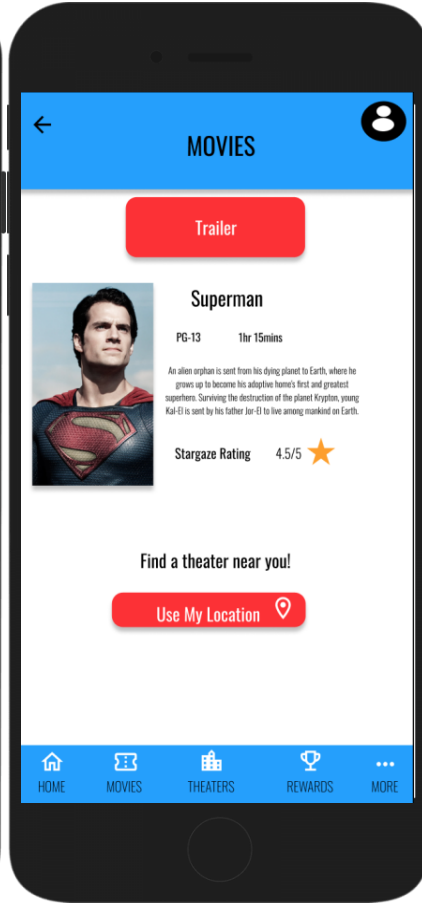 MOVIES
Trailer
Superman
PG-13 1hr 15mins
An alien orphan is sent from his dying planet to Earth, where he
grows up to become his adoptive home's first and greatest
superhero. Surviving the destruction of the planet Krypton, young
Kal-El is sent by his father Jor-El to live among mankind on Earth.
Stargaze Rating 4.5/5
Find a theater near you!
Use My Location
HOME MOVIES THEATERS REWARDS MORE